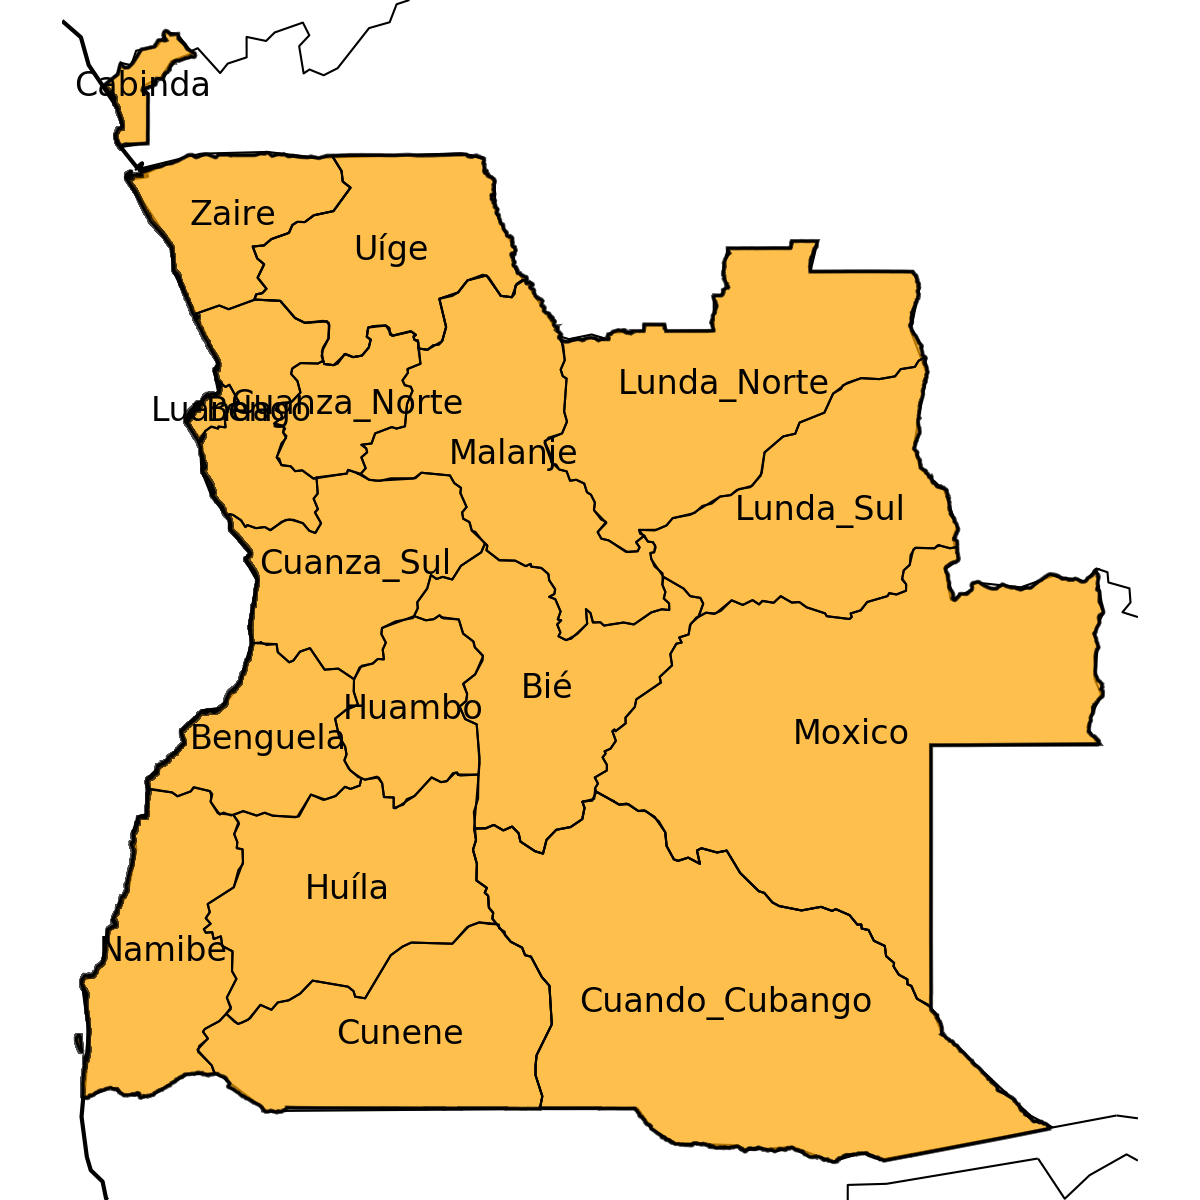 Cabinda
Zaire
Uíge
Lunda_Norte
Cuanza_Norte
Luanda
Bengo
Malanje
Lunda_Sul
Cuanza_Sul
Bié
Huambo
Moxico
Benguela
Huíla
Namibe
Cuando_Cubango
Cunene